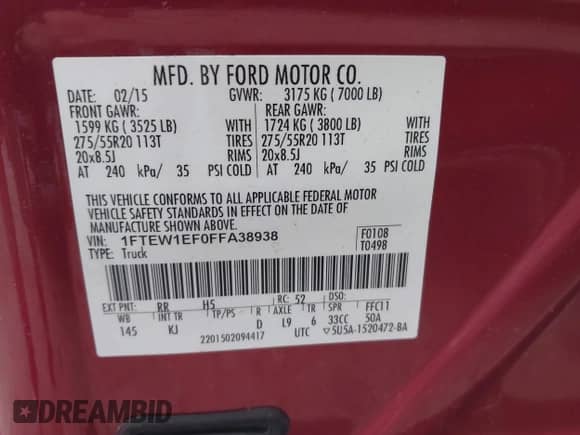 MFD. BY FORD MOTOR CO.
DATE: 02/15 GVWR: 3175 KG ( 7000 LB)
FRONT GAWR: REAR GAWR:
1599 KG ( 3525 LB) WITH 1724 KG ( 3800 LB) WITH
275/55R20 113T TIRES 275/55R20 113T TIRES
20x8.5J RIMS 20x8.5J RIMS
AT 240 kPa/ 35 PSI COLD AT 240 kPa/ 35 PSI COLD
THIS VEHICLE CONFORMS TO ALL APPLICABLE FEDERAL MOTOR
VEHICLE SAFETY STANDARDS IN EFFECT ON THE DATE OF
MANUFACTURE SHOWN ABOVE.
VIN: 1FTEW1EF0FFA38938 F0108
TYPE: Truck T0498
EXT PNT: RR H5 RC: 52 DSO:
WB INT TR TP/PS R AXLE TR SPR FFC11
145 KJ D L9 6 33CC 50A
2201502094417 UTC ▽5U5A-1520472-BA
DREAMBID